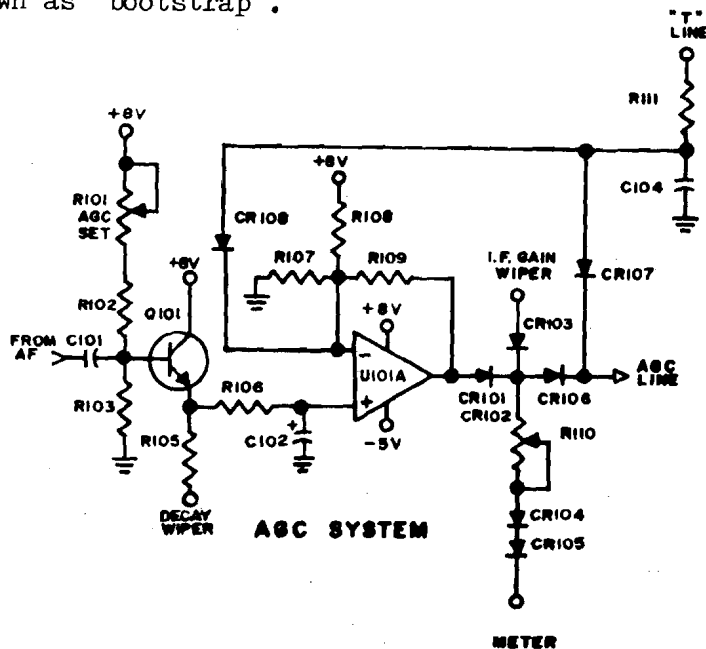 wn as "bootstrap".
"T"
LINE
R111
+8V
C104
R101
AGC
SET
+8V
CR108
R108
+8V
R107
R109
I.F. GAIN
WIPER
CR107
R102
Q101
+8V
CR103
FROM
AF
C101
U101A
-
+
AGC
LINE
R106
CR101
CR102
CR106
R103
R105
C102
+
-5V
R110
DECAY
WIPER
AGC SYSTEM
CR104
CR105
METER